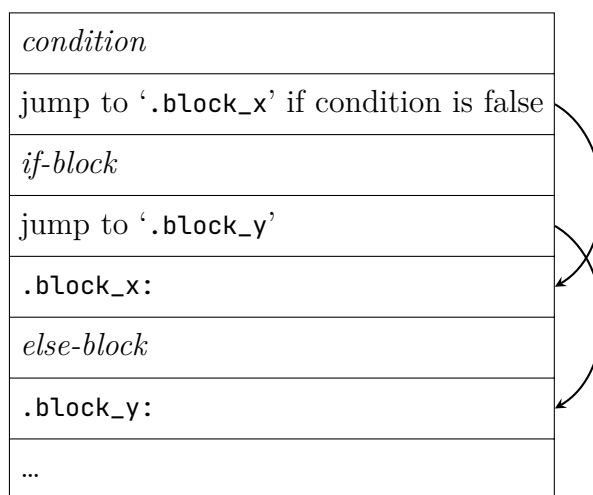 condition
jump to ‘.block_x’ if condition is false
if-block
jump to ‘.block_y’
.block_x:
else-block
.block_y:
…